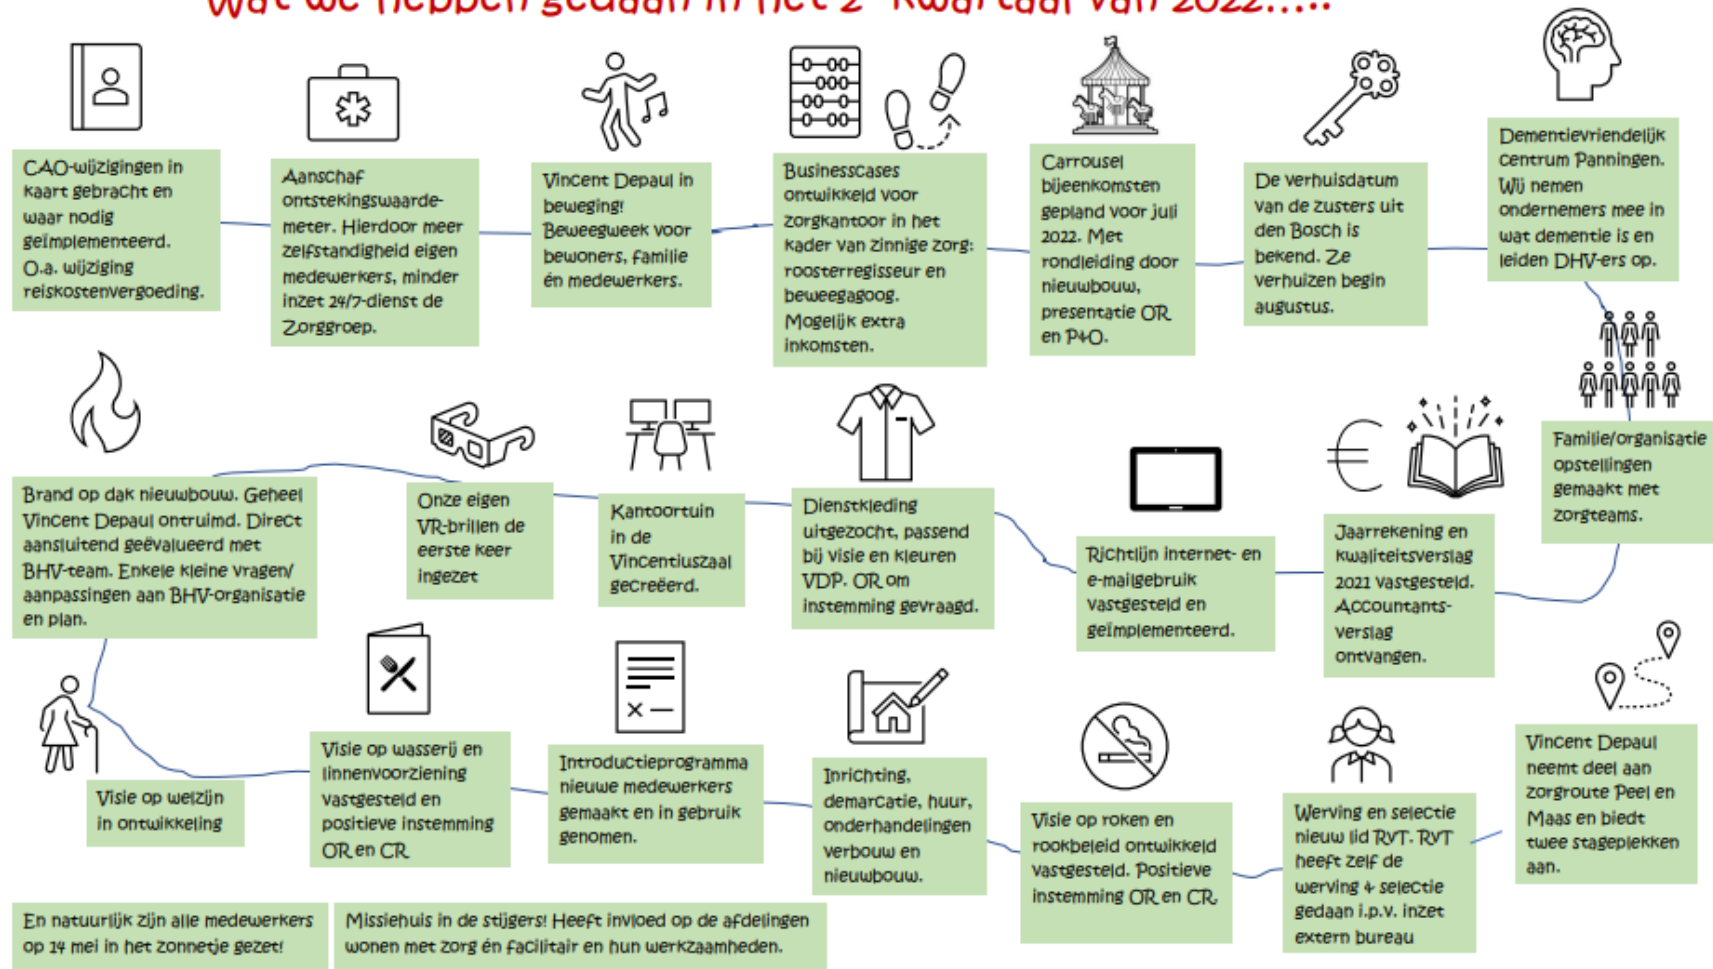 Wat we hebben gedaan in het 2e kwartaal van 2022.....
CAO-wijzigingen in
kaart gebracht en
waar nodig
geïmplementeerd.
O.a. wijziging
reiskostenvergoeding.
Aanschaf
ontstekingswaarde-
meter. Hierdoor meer
zelfstandigheid eigen
medewerkers, minder
inzet 24/7-dienst de
Zorggroep.
Vincent Depaul in
beweging!
Beweegweek voor
bewoners, familie
én medewerkers.
Businesscases
ontwikkeld voor
zorgkantoor in het
kader van zinnige zorg:
roosterregisseur en
beweegagoog.
Mogelijk extra
inkomsten.
Carrousel
bijeenkomsten
gepland voor juli
2022. Met
rondleiding door
nieuwbouw,
presentatie OR
en P&O.
De verhuisdatum
van de zusters uit
den Bosch is
bekend. Ze
verhuizen begin
augustus.
Dementievriendelijk
centrum Panningen.
Wij nemen
ondernemers mee in
wat dementie is en
leiden DHV-ers op.
Familie/organisatie
opstellingen
gemaakt met
zorgteams.
Jaarrekening en
kwaliteitsverslag
2021 vastgesteld.
Accountants-
verslag
ontvangen.
Richtlijn internet- en
e-mailgebruik
vastgesteld en
geïmplementeerd.
Dienstkleding
uitgezocht, passend
bij visie en kleuren
VDP. OR om
instemming gevraagd.
Kantoortuin
in de
Vincentiuszaal
gecreëerd.
Onze eigen
VR-brillen de
eerste keer
ingezet
Brand op dak nieuwbouw. Geheel
Vincent Depaul ontruimd. Direct
aansluitend geëvalueerd met
BHV-team. Enkele kleine vragen/
aanpassingen aan BHV-organisatie
en plan.
Visie op welzijn
in ontwikkeling
Visie op wasserij en
linnenvoorziening
vastgesteld en
positieve instemming
OR en CR
Introductieprogramma
nieuwe medewerkers
gemaakt en in gebruik
genomen.
Inrichting,
demarcatie, huur,
onderhandelingen
verbouw en
nieuwbouw.
Visie op roken en
rookbeleid ontwikkeld
vastgesteld. Positieve
instemming OR en CR.
Werving en selectie
nieuw lid RvT. RvT
heeft zelf de
werving & selectie
gedaan i.p.v. inzet
extern bureau
Vincent Depaul
neemt deel aan
zorgroute Peel en
Maas en biedt
twee stageplekken
aan.
En natuurlijk zijn alle medewerkers
op 14 mei in het zonnetje gezet!
Missiehuis in de stijgers! Heeft invloed op de afdelingen
wonen met zorg én facilitair en hun werkzaamheden.